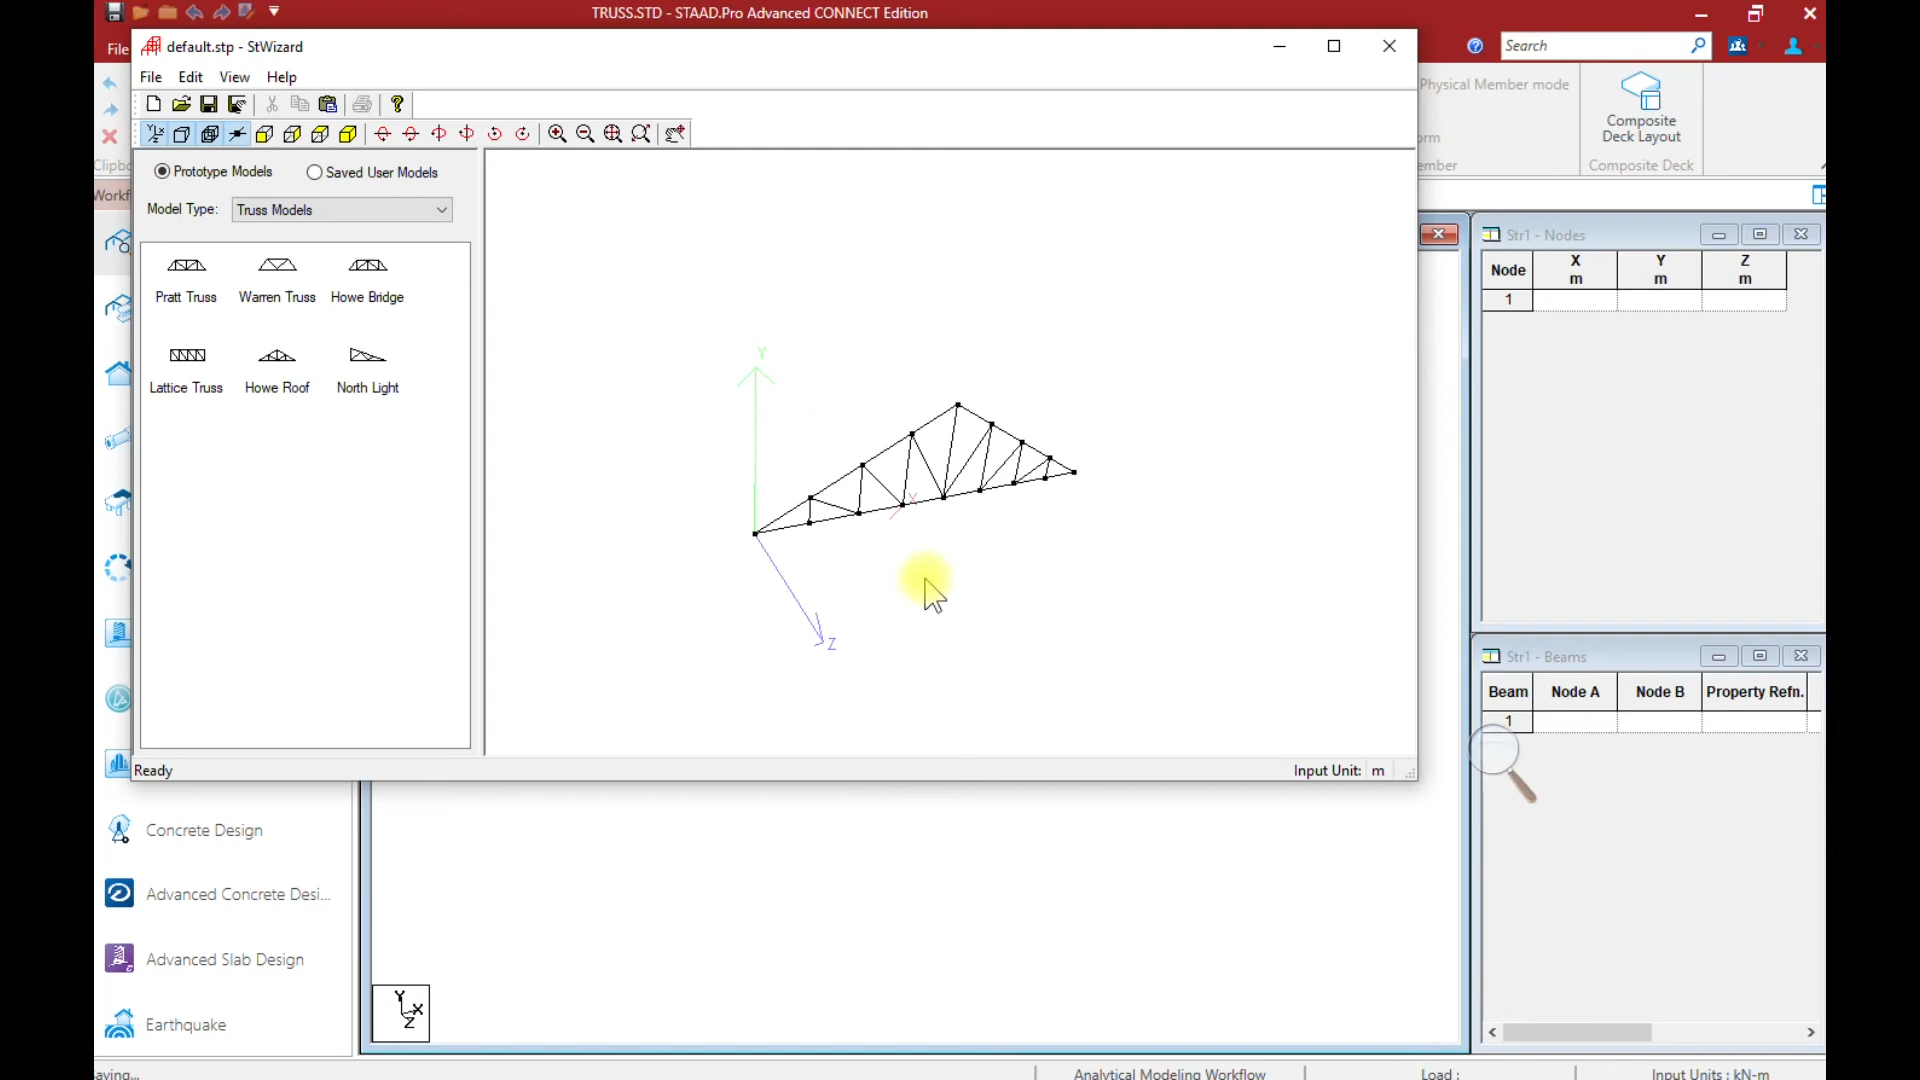 TRUSS.STD - STAAD.Pro Advanced CONNECT Edition
File
Search
default.stp - StWizard
File Edit View Help
Physical Member mode
Composite
Deck Layout
Composite Deck
Prototype Models
Saved User Models
Model Type:
Truss Models
Pratt Truss
Warren Truss
Howe Bridge
Lattice Truss
Howe Roof
North Light
Y
X
Z
Ready
Input Unit: m
Str1 - Nodes
Node
X
m
Y
m
Z
m
1
Str1 - Beams
Beam
Node A
Node B
Property Refn.
1
Concrete Design
Advanced Concrete Desi...
Advanced Slab Design
Earthquake
Y
X
Z
Analytical Modeling Workflow
Load :
Input Units : kN-m